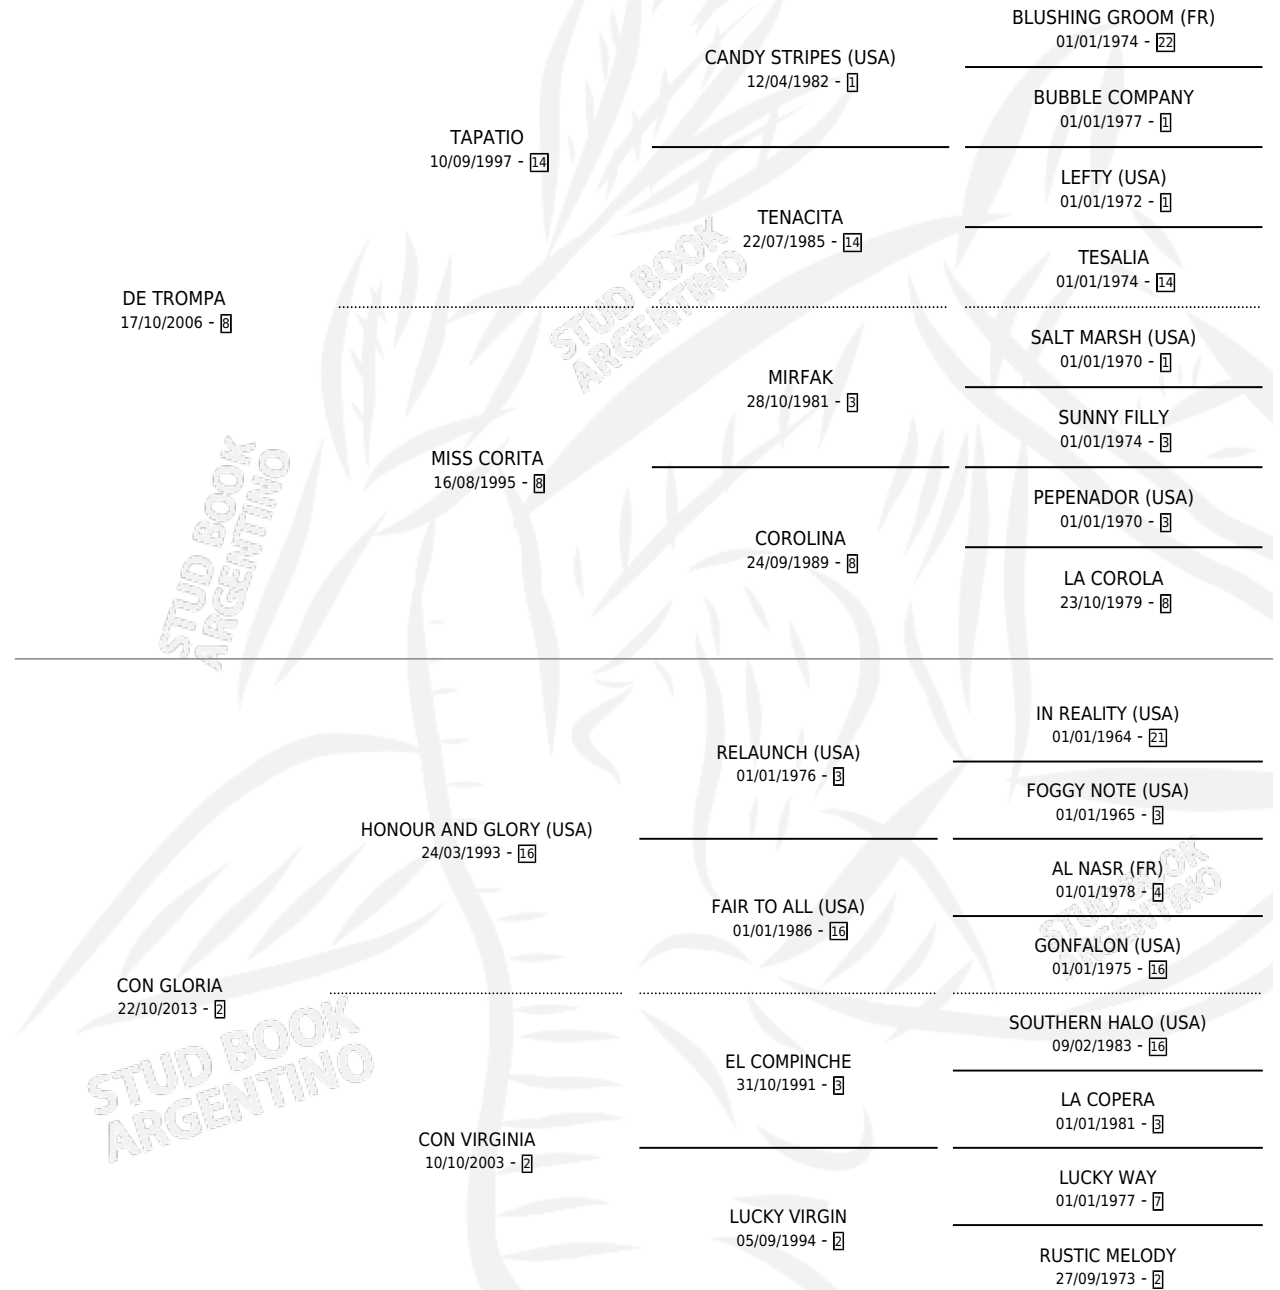 BLUSHING GROOM (FR)
01/01/1974 - 22
CANDY STRIPES (USA)
12/04/1982 - 1
BUBBLE COMPANY
01/01/1977 - 1
TAPATIO
10/09/1997 - 14
LEFTY (USA)
01/01/1972 - 1
TENACITA
22/07/1985 - 14
TESALIA
01/01/1974 - 14
DE TROMPA
17/10/2006 - 8
STUD BOOK
ARGENTINO
SALT MARSH (USA)
01/01/1970 - 1
MIRFAK
28/10/1981 - 3
SUNNY FILLY
01/01/1974 - 3
MISS CORITA
16/08/1995 - 8
PEPENADOR (USA)
01/01/1970 - 3
COROLINA
24/09/1989 - 8
LA COROLA
23/10/1979 - 8
STUD BOOK
ARGENTINO
IN REALITY (USA)
01/01/1964 - 21
RELAUNCH (USA)
01/01/1976 - 3
FOGGY NOTE (USA)
01/01/1965 - 3
HONOUR AND GLORY (USA)
24/03/1993 - 16
AL NASR (FR)
01/01/1978 - 4
FAIR TO ALL (USA)
01/01/1986 - 16
STUD BOOK
ARGENTINO
GONFALON (USA)
01/01/1975 - 16
CON GLORIA
22/10/2013 - 2
SOUTHERN HALO (USA)
09/02/1983 - 16
EL COMPINCHE
31/10/1991 - 3
STUD BOOK
ARGENTINO
LA COPERA
01/01/1981 - 3
CON VIRGINIA
10/10/2003 - 2
LUCKY WAY
01/01/1977 - 7
LUCKY VIRGIN
05/09/1994 - 2
RUSTIC MELODY
27/09/1973 - 2